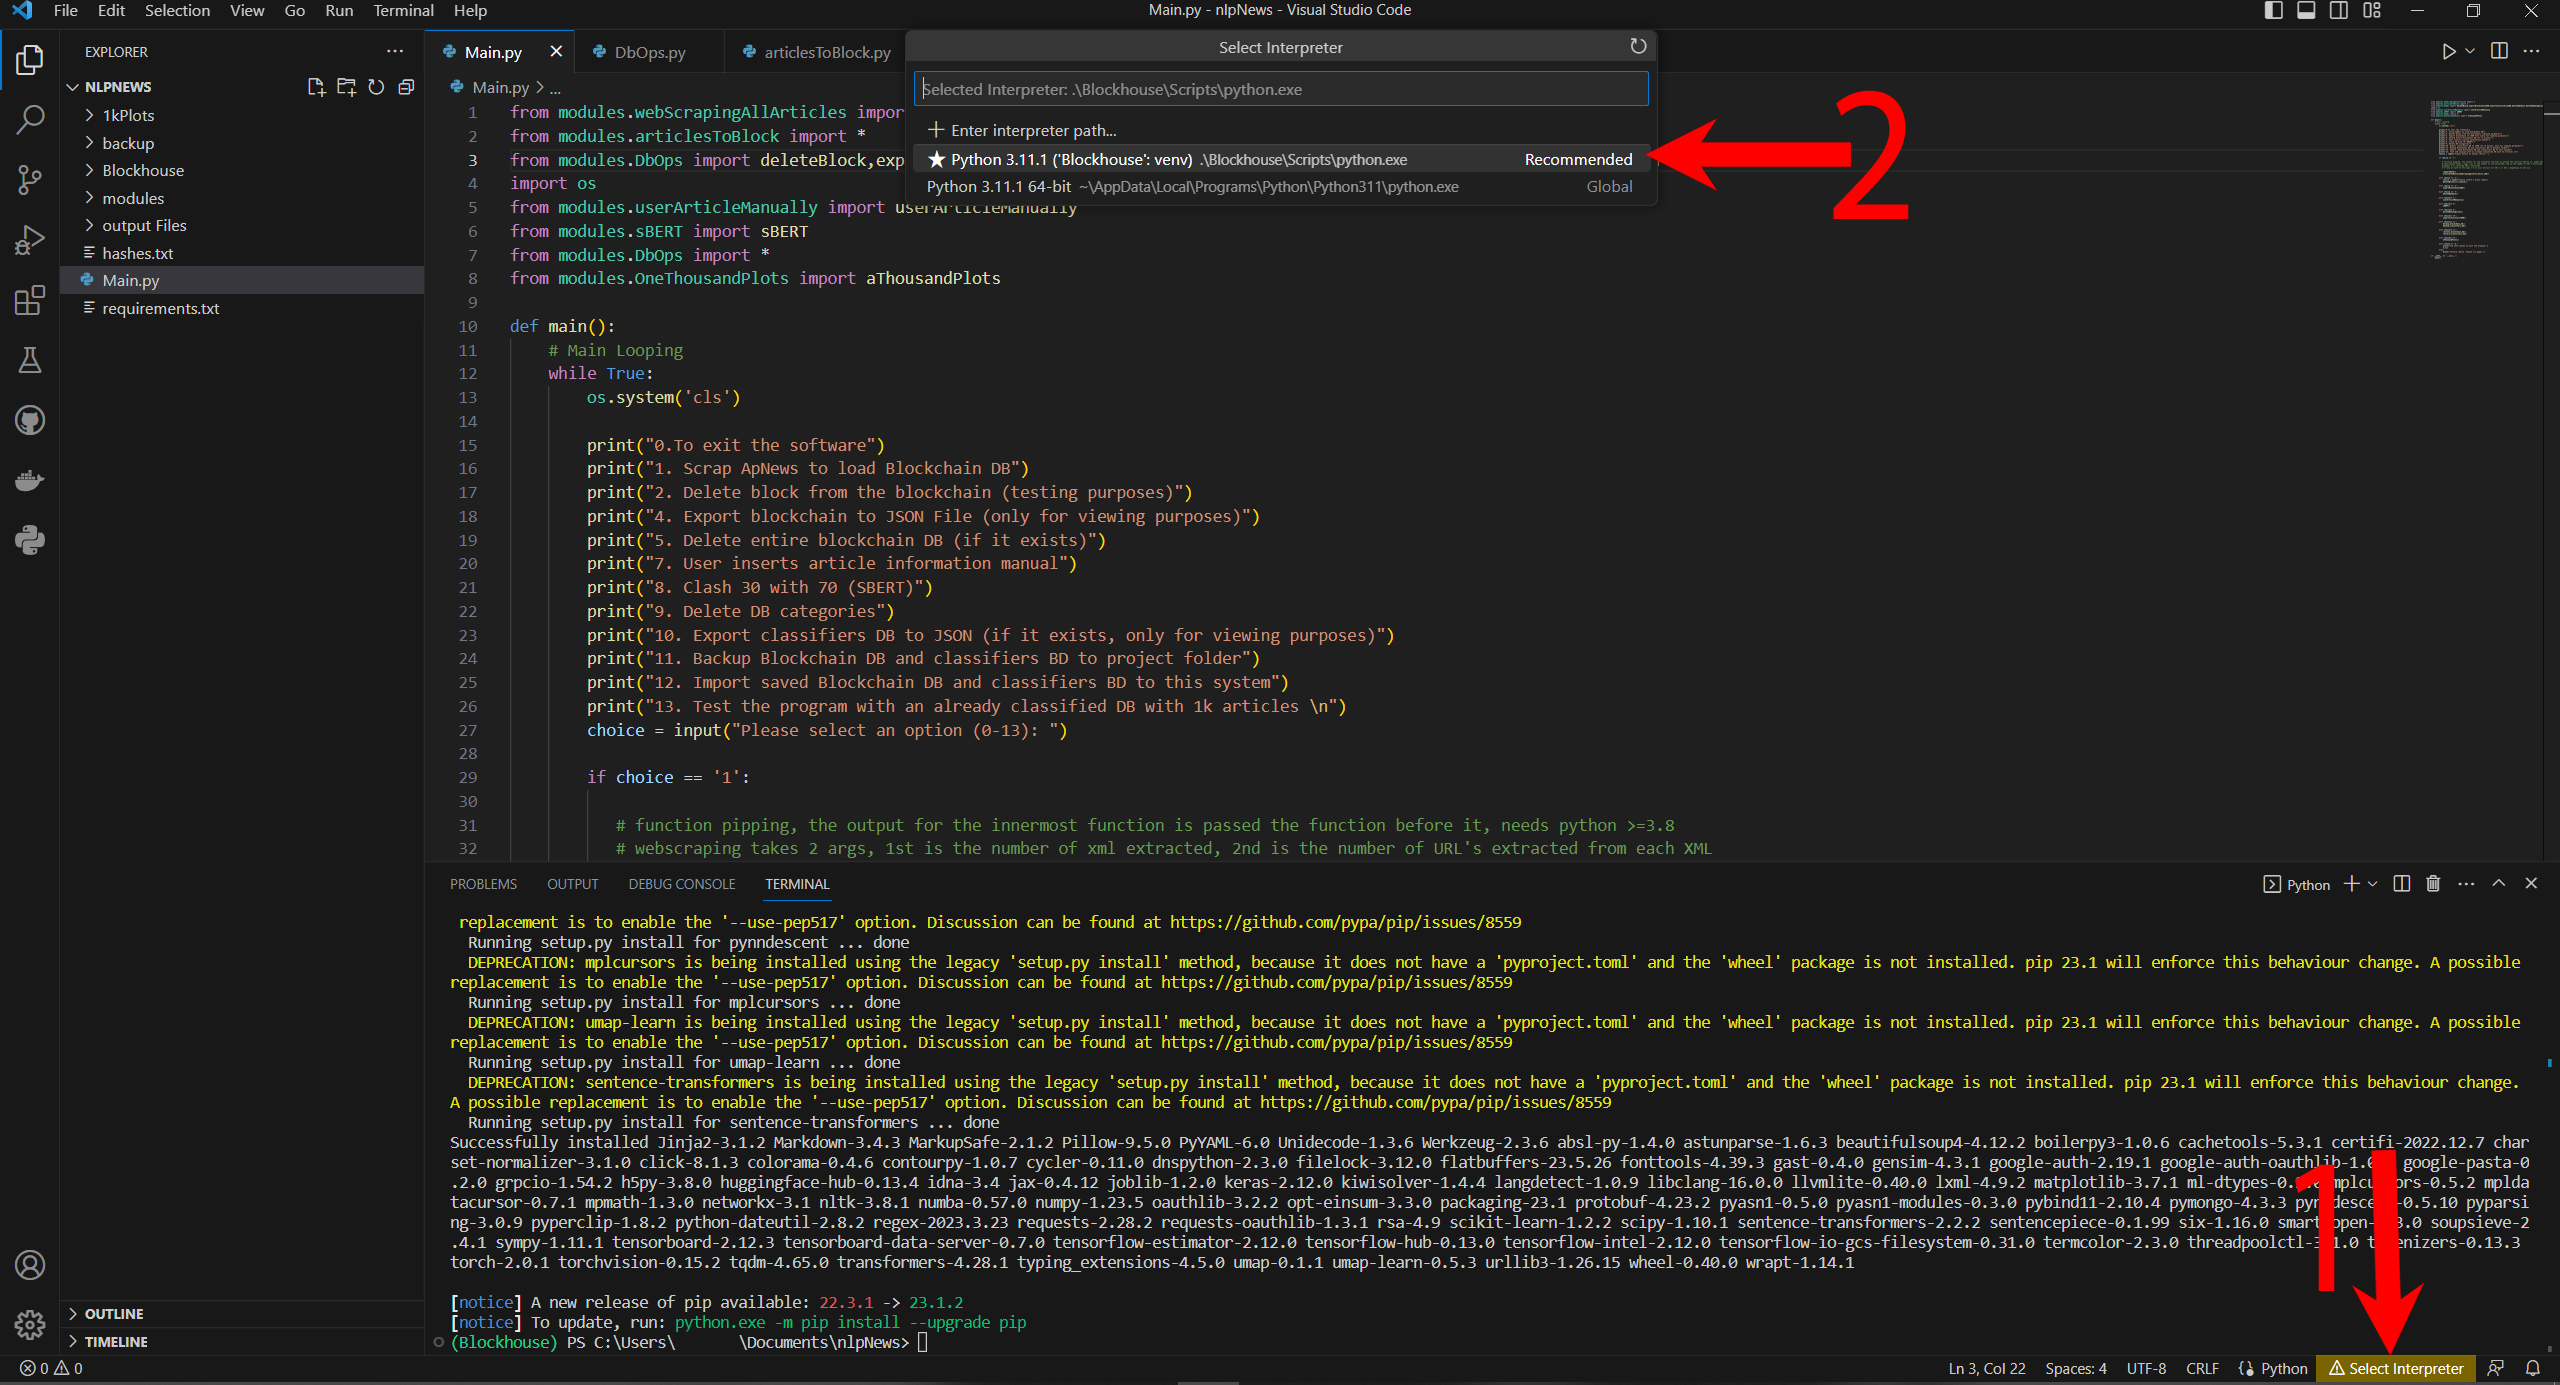 File Edit Selection View Go Run Terminal Help
Main.py - nlpNews - Visual Studio Code
EXPLORER
NLPNEWS
1kPlots
backup
Blockhouse
modules
output Files
hashes.txt
Main.py
requirements.txt
OUTLINE
TIMELINE
Main.py DbOps.py articlesToBlock.py
Main.py > ...
Select Interpreter
Selected Interpreter: .\Blockhouse\Scripts\python.exe
Enter interpreter path...
Python 3.11.1 ('Blockhouse': venv) .\Blockhouse\Scripts\python.exe Recommended
Python 3.11.1 64-bit ~\AppData\Local\Programs\Python\Python311\python.exe Global
2
1 from modules.webScrapingAllArticles impor
2 from modules.articlesToBlock import *
3 from modules.DbOps import deleteBlock,exp
4 import os
5 from modules.userArticleManually import userArticleManually
6 from modules.sBERT import sBERT
7 from modules.DbOps import *
8 from modules.OneThousandPlots import aThousandPlots
9
10 def main():
11 # Main Looping
12 while True:
13 os.system('cls')
14
15 print("0.To exit the software")
16 print("1. Scrap ApNews to load Blockchain DB")
17 print("2. Delete block from the blockchain (testing purposes)")
18 print("4. Export blockchain to JSON File (only for viewing purposes)")
19 print("5. Delete entire blockchain DB (if it exists)")
20 print("7. User inserts article information manual")
21 print("8. Clash 30 with 70 (SBERT)")
22 print("9. Delete DB categories")
23 print("10. Export classifiers DB to JSON (if it exists, only for viewing purposes)")
24 print("11. Backup Blockchain DB and classifiers BD to project folder")
25 print("12. Import saved Blockchain DB and classifiers BD to this system")
26 print("13. Test the program with an already classified DB with 1k articles \n")
27 choice = input("Please select an option (0-13): ")
28
29 if choice == '1':
30
31 # function pipping, the output for the innermost function is passed the function before it, needs python >=3.8
32 # webscraping takes 2 args, 1st is the number of xml extracted, 2nd is the number of URL's extracted from each XML
PROBLEMS OUTPUT DEBUG CONSOLE TERMINAL Python
replacement is to enable the '--use-pep517' option. Discussion can be found at https://github.com/pypa/pip/issues/8559
Running setup.py install for pynndescent ... done
DEPRECATION: mplcursors is being installed using the legacy 'setup.py install' method, because it does not have a 'pyproject.toml' and the 'wheel' package is not installed. pip 23.1 will enforce this behaviour change. A possible
replacement is to enable the '--use-pep517' option. Discussion can be found at https://github.com/pypa/pip/issues/8559
Running setup.py install for mplcursors ... done
DEPRECATION: umap-learn is being installed using the legacy 'setup.py install' method, because it does not have a 'pyproject.toml' and the 'wheel' package is not installed. pip 23.1 will enforce this behaviour change. A possible
replacement is to enable the '--use-pep517' option. Discussion can be found at https://github.com/pypa/pip/issues/8559
Running setup.py install for umap-learn ... done
DEPRECATION: sentence-transformers is being installed using the legacy 'setup.py install' method, because it does not have a 'pyproject.toml' and the 'wheel' package is not installed. pip 23.1 will enforce this behaviour change.
A possible replacement is to enable the '--use-pep517' option. Discussion can be found at https://github.com/pypa/pip/issues/8559
Running setup.py install for sentence-transformers ... done
Successfully installed Jinja2-3.1.2 Markdown-3.4.3 MarkupSafe-2.1.2 Pillow-9.5.0 PyYAML-6.0 Unidecode-1.3.6 Werkzeug-2.3.6 absl-py-1.4.0 astunparse-1.6.3 beautifulsoup4-4.12.2 boilerpy3-1.0.6 cachetools-5.3.1 certifi-2022.12.7 char
set-normalizer-3.1.0 click-8.1.3 colorama-0.4.6 contourpy-1.0.7 cycler-0.11.0 dnspython-2.3.0 filelock-3.12.0 flatbuffers-23.5.26 fonttools-4.39.3 gast-0.4.0 gensim-4.3.1 google-auth-2.19.1 google-auth-oauthlib-1.0 google-pasta-0
.2.0 grpcio-1.54.2 h5py-3.8.0 huggingface-hub-0.13.4 idna-3.4 jax-0.4.12 joblib-1.2.0 keras-2.12.0 kiwisolver-1.4.4 langdetect-1.0.9 libclang-16.0.0 llvmlite-0.40.0 lxml-4.9.2 matplotlib-3.7.1 mplcursors-0.5.2 mplda
tacursor-0.7.1 mpmath-1.3.0 networkx-3.1 nltk-3.8.1 numba-0.57.0 numpy-1.23.5 oauthlib-3.2.2 opt-einsum-3.3.0 packaging-23.1 protobuf-4.23.2 pyasn1-0.5.0 pyasn1-modules-0.3.0 pybind11-2.10.4 pymongo-4.3.3 pynndescent-0.5.10 pyparsi
ng-3.0.9 pyperclip-1.8.2 python-dateutil-2.8.2 regex-2023.3.23 requests-2.28.2 requests-oauthlib-1.3.1 rsa-4.9 scikit-learn-1.2.2 scipy-1.10.1 sentence-transformers-2.2.2 sentencepiece-0.1.99 six-1.16.0 soupsieve-2
.4.1 sympy-1.11.1 tensorboard-2.12.3 tensorboard-data-server-0.7.0 tensorflow-estimator-2.12.0 tensorflow-hub-0.13.0 tensorflow-intel-2.12.0 tensorflow-io-gcs-filesystem-0.31.0 termcolor-2.3.0 tokenizers-0.13.3
torch-2.0.1 torchvision-0.15.2 tqdm-4.65.0 transformers-4.28.1 typing_extensions-4.5.0 umap-0.1.1 umap-learn-0.5.3 urllib3-1.26.15 wheel-0.40.0 wrapt-1.14.1
[notice] A new release of pip available: 22.3.1 -> 23.1.2
[notice] To update, run: python.exe -m pip install --upgrade pip
(Blockhouse) PS C:\Users\ \Documents\nlpNews>
1
0 0
Ln 3, Col 22 Spaces: 4 UTF-8 CRLF Python Select Interpreter